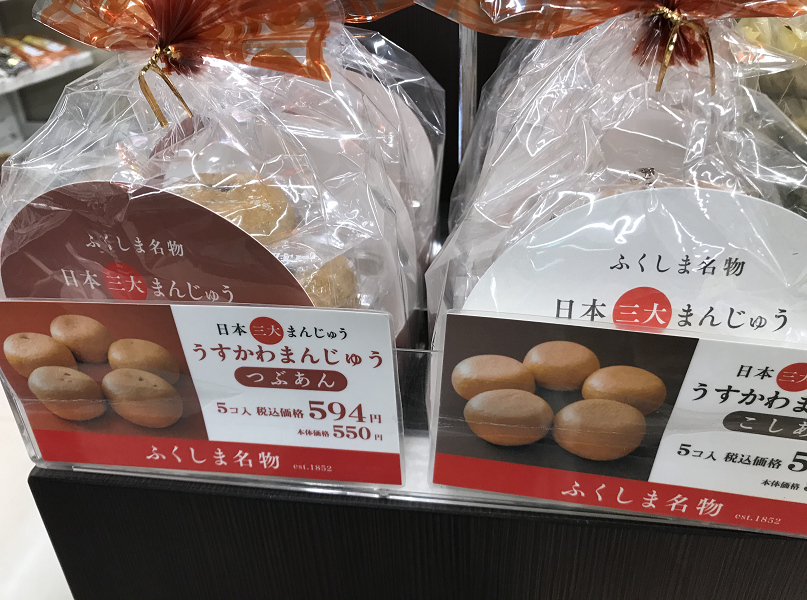 ふくしま名物
日本三大まんじゅう
日本三大まんじゅう
うすかわまんじゅう
つぶあん
5コ入 税込価格 594円
本体価格 550円
ふくしま名物 est.1852
ふくしま名物
日本三大まんじゅう
日本三大
うすかわま
こしあ
5コ入 税込価格 5
本体価格
ふくしま名物 est.1852